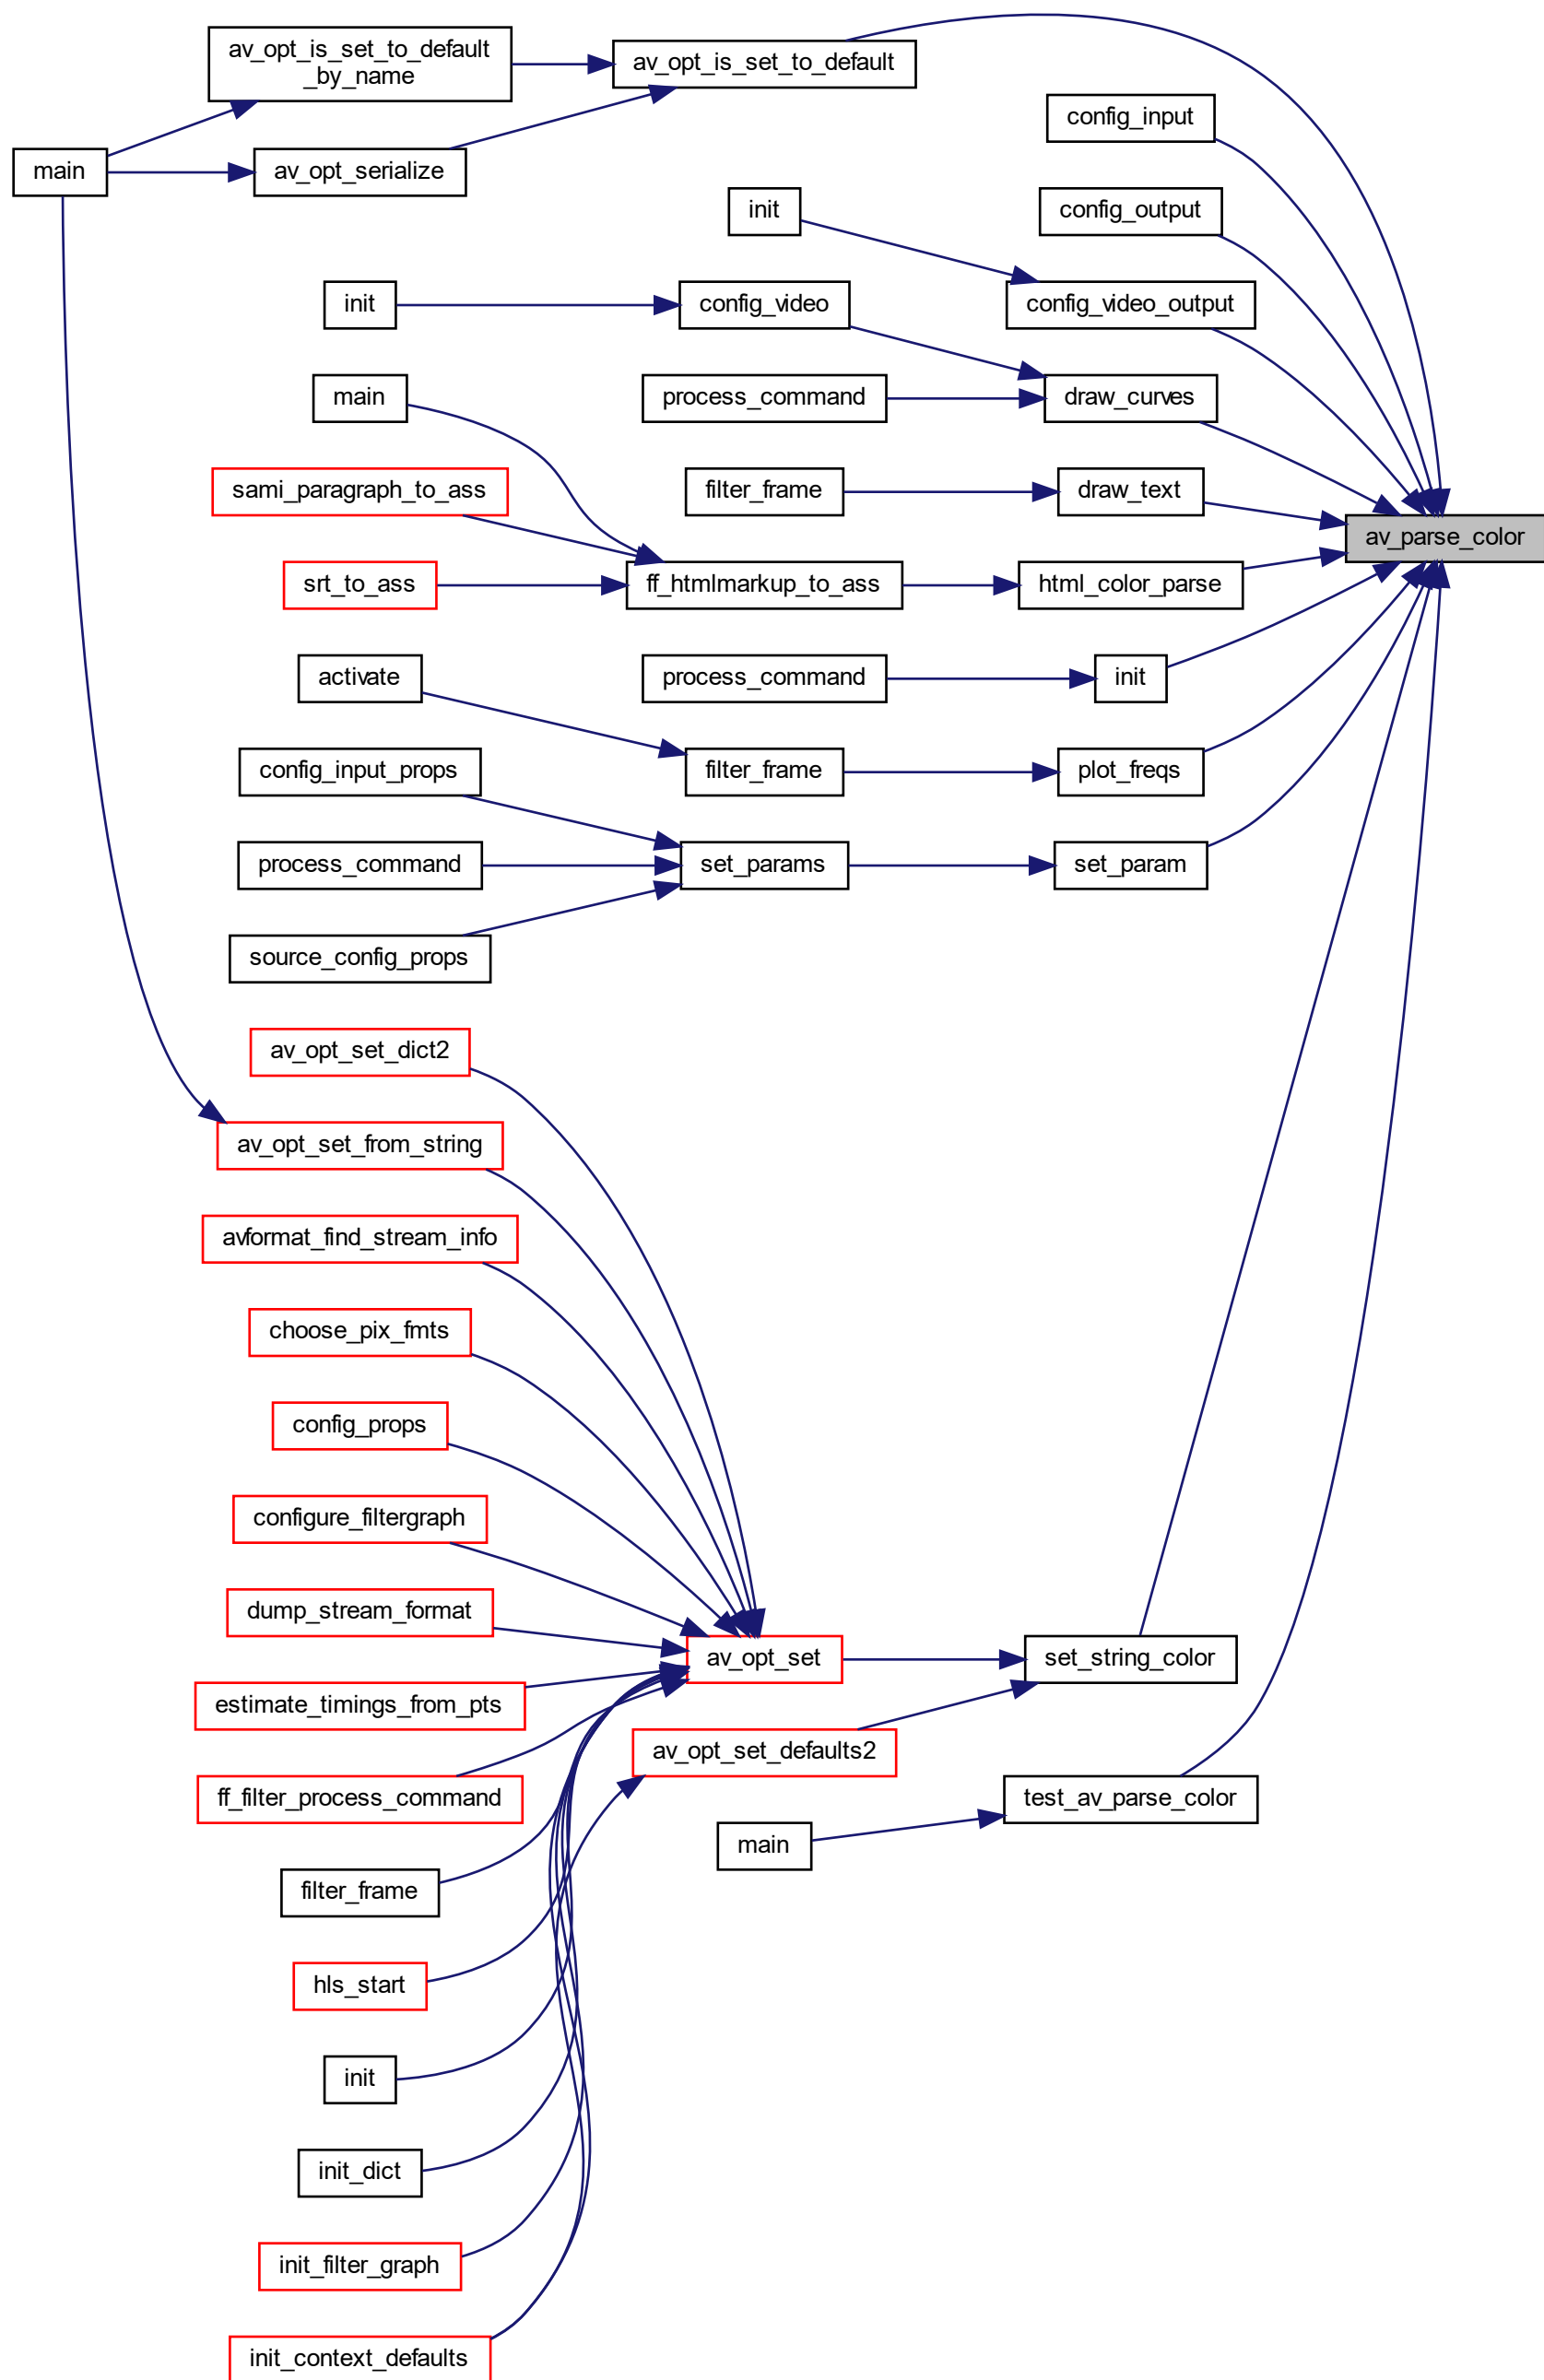 av_opt_is_set_to_default
_by_name
av_opt_is_set_to_default
config_input
main
av_opt_serialize
init
config_output
init
config_video
config_video_output
main
process_command
draw_curves
sami_paragraph_to_ass
filter_frame
draw_text
av_parse_color
srt_to_ass
ff_htmlmarkup_to_ass
html_color_parse
activate
process_command
init
config_input_props
filter_frame
plot_freqs
process_command
set_params
set_param
source_config_props
av_opt_set_dict2
av_opt_set_from_string
avformat_find_stream_info
choose_pix_fmts
config_props
configure_filtergraph
dump_stream_format
av_opt_set
set_string_color
estimate_timings_from_pts
av_opt_set_defaults2
ff_filter_process_command
test_av_parse_color
main
filter_frame
hls_start
init
init_dict
init_filter_graph
init_context_defaults